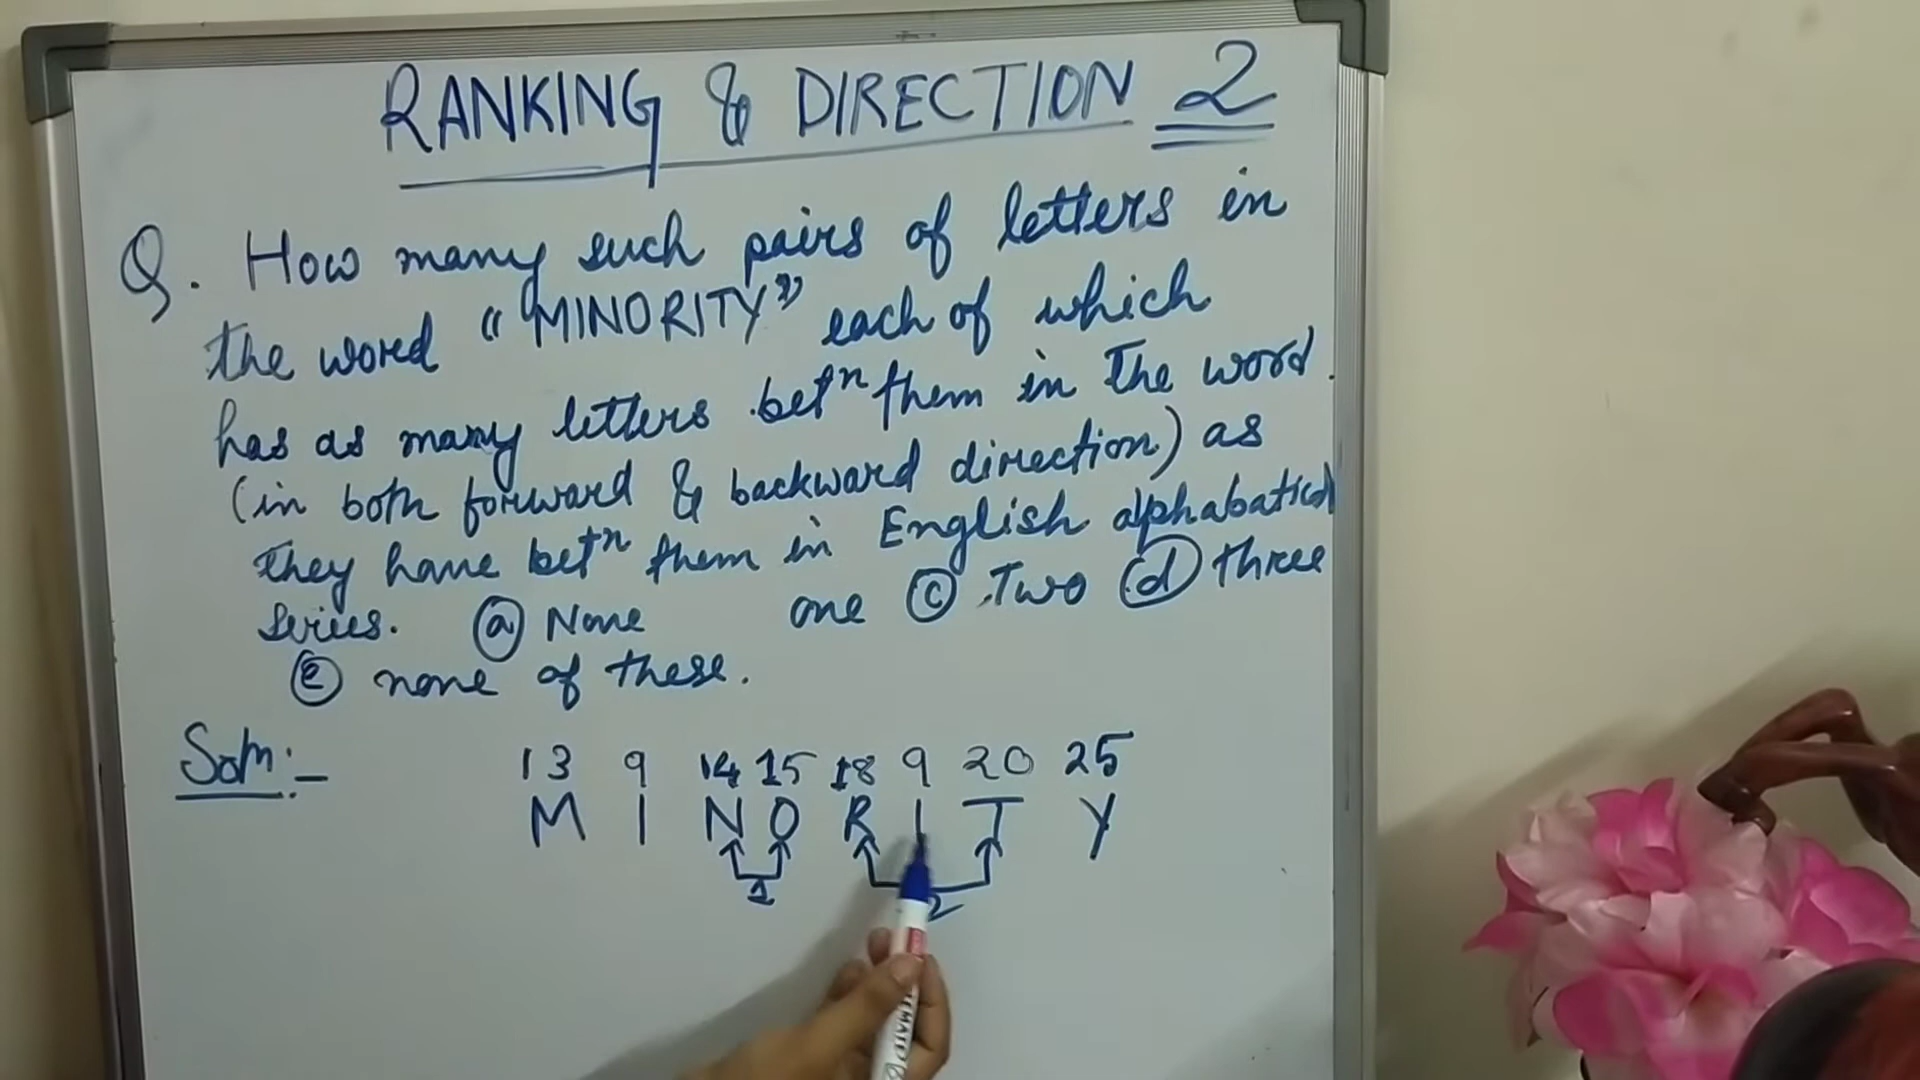 RANKING & DIRECTION 2
Q. How many such pairs of letters in
the word "MINORITY" each of which
has as many letters betⁿ them in the word
(in both forward & backward direction) as
they have betⁿ them in English alphabatical
series. (a) None one (c) Two (d) three
(e) none of these.
Soln:-
13 9 14 15 18 9 20 25
M I N O R I T Y
1 2